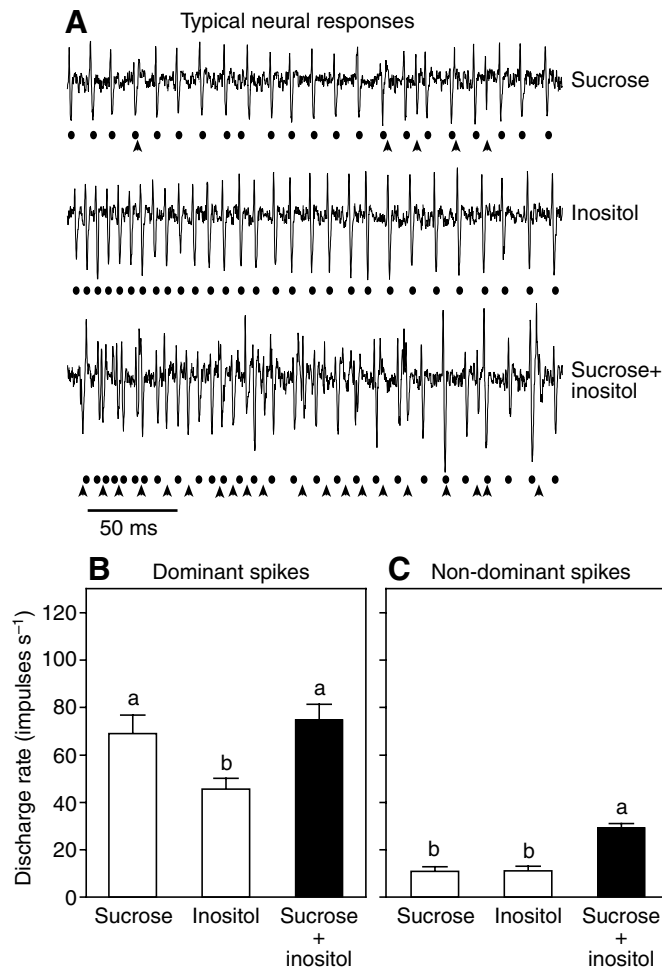 A Typical neural responses
Sucrose
Inositol
Sucrose+
inositol
50 ms
B Dominant spikes
C Non-dominant spikes
Discharge rate (impulses s⁻¹)
120
100
80
60
40
20
0
a
b
a
b
b
a
Sucrose Inositol Sucrose
+
inositol
Sucrose Inositol Sucrose
+
inositol